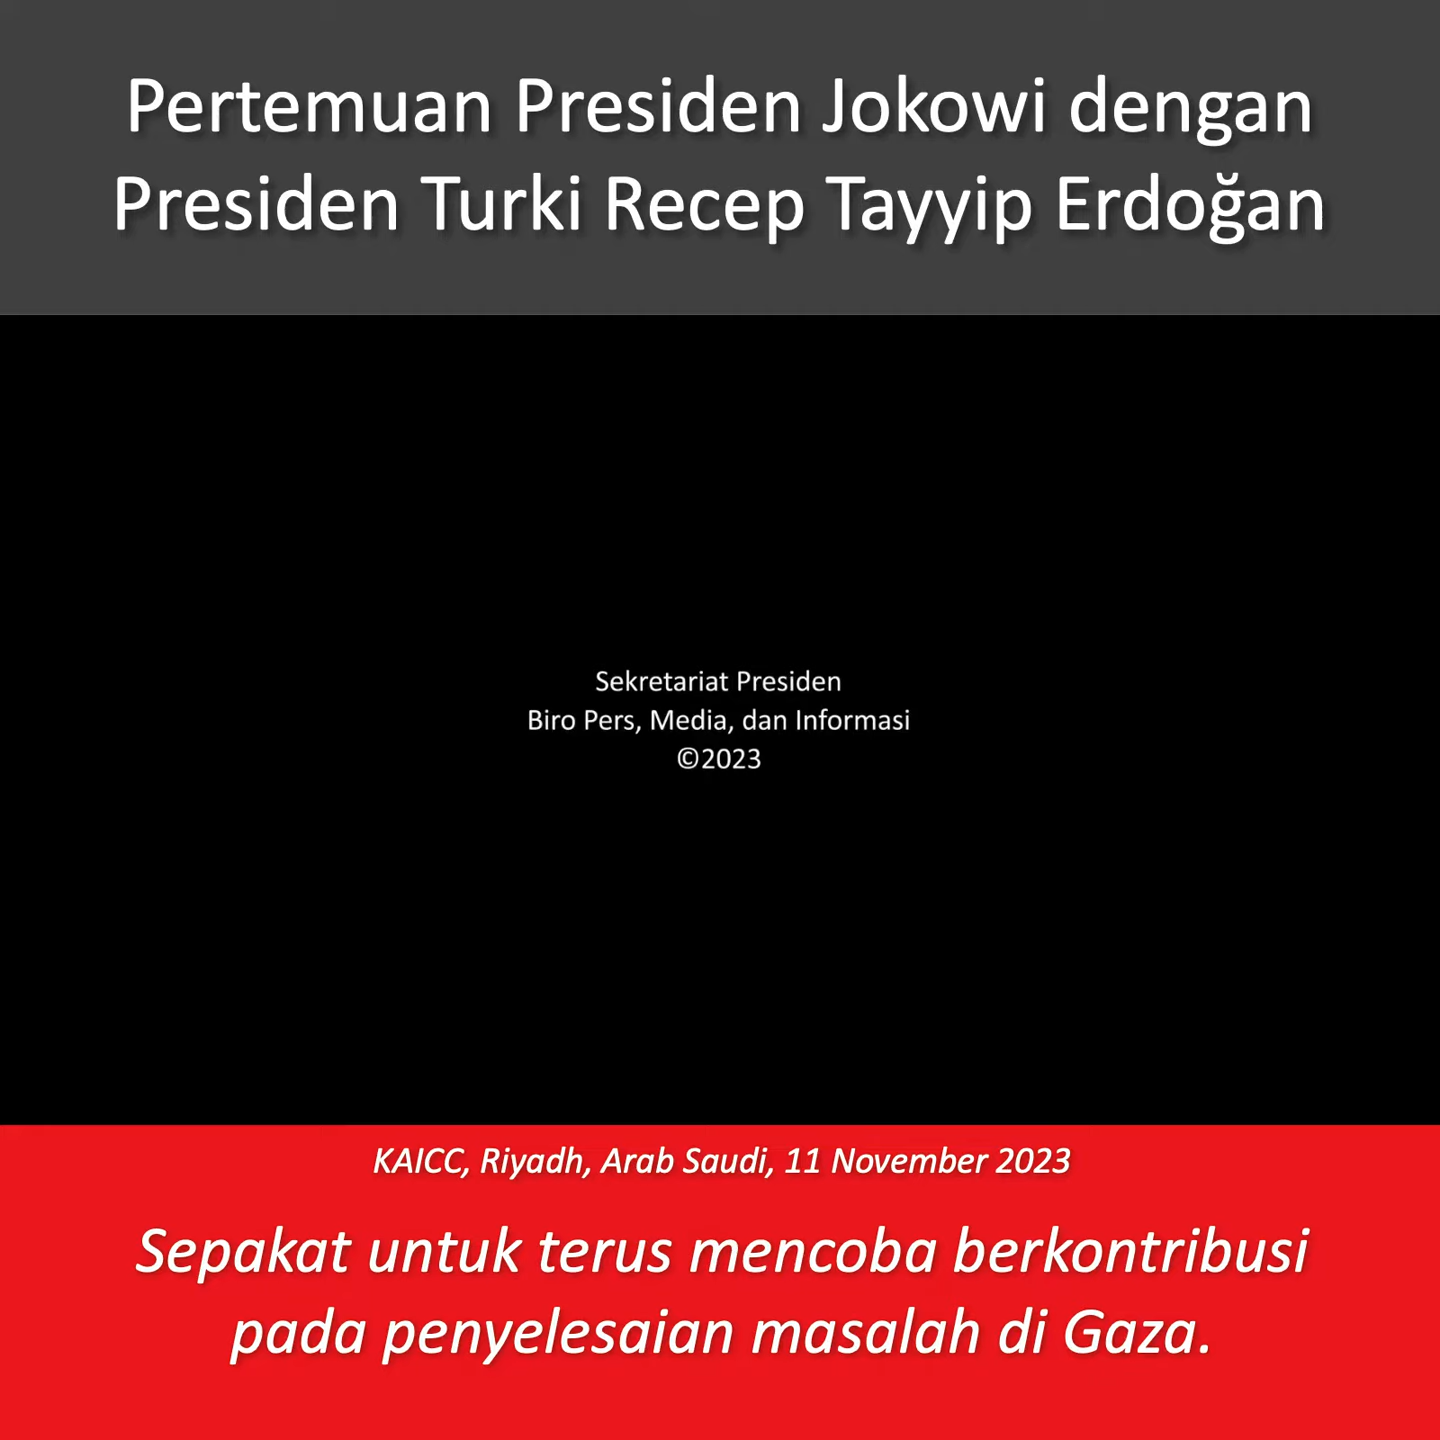 Pertemuan Presiden Jokowi dengan
Presiden Turki Recep Tayyip Erdoğan
Sekretariat Presiden
Biro Pers, Media, dan Informasi
©2023
KAICC, Riyadh, Arab Saudi, 11 November 2023
Sepakat untuk terus mencoba berkontribusi
pada penyelesaian masalah di Gaza.